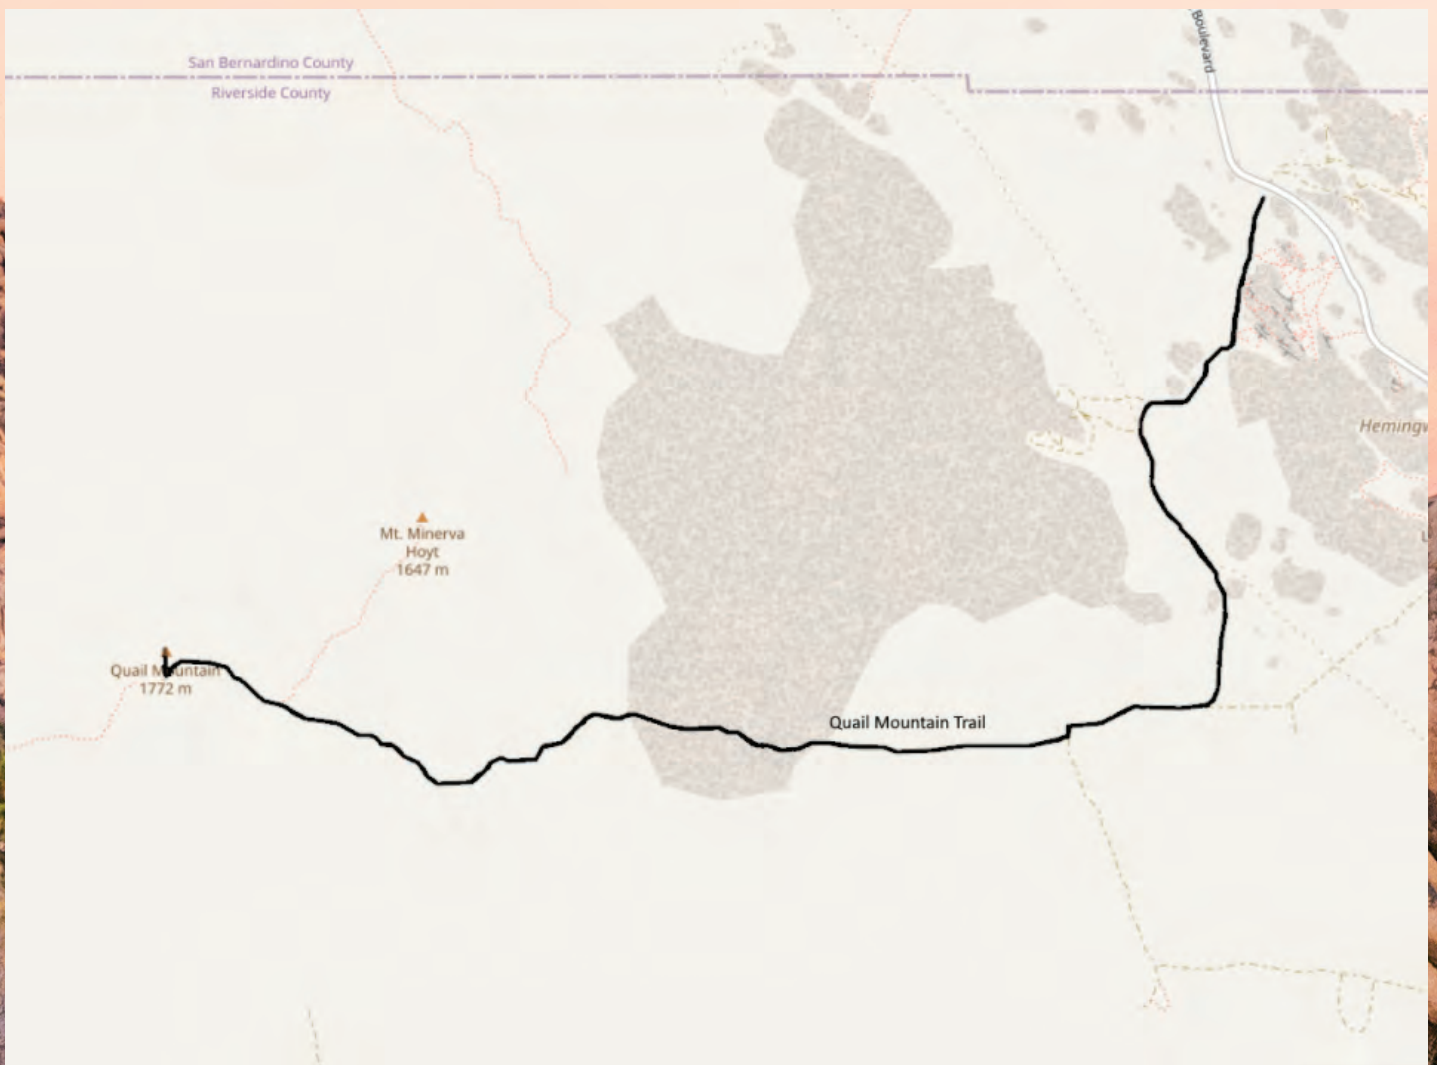 Boulevard
San Bernardino County
Riverside County
Mt. Minerva
Hoyt
1647 m
Quail Mountain
1772 m
Quail Mountain Trail